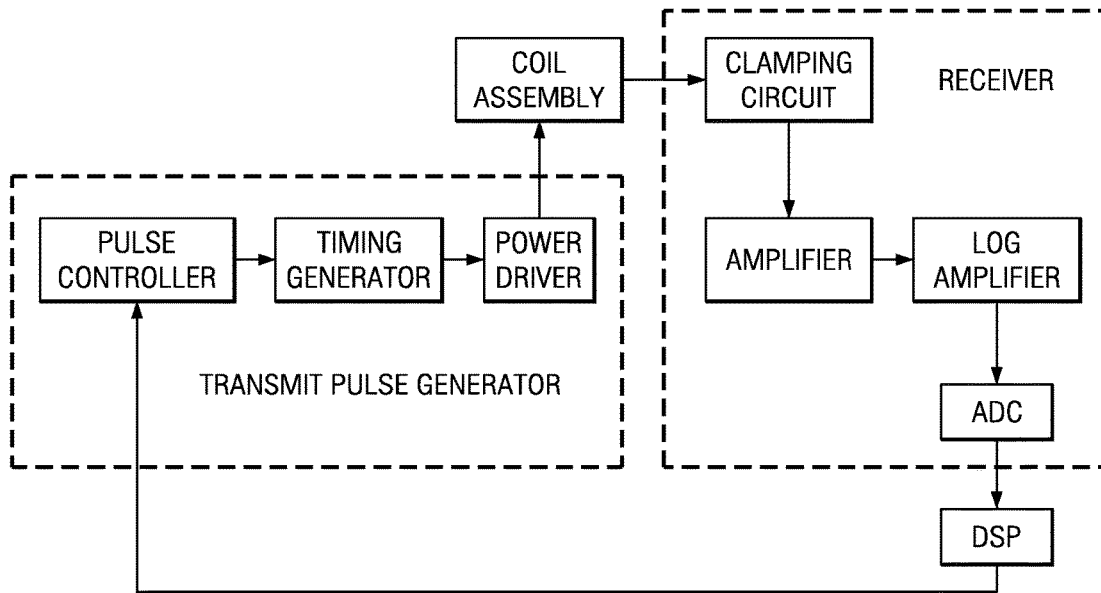 COIL
ASSEMBLY
CLAMPING
CIRCUIT
RECEIVER
PULSE
CONTROLLER
TIMING
GENERATOR
POWER
DRIVER
AMPLIFIER
LOG
AMPLIFIER
TRANSMIT PULSE GENERATOR
ADC
DSP